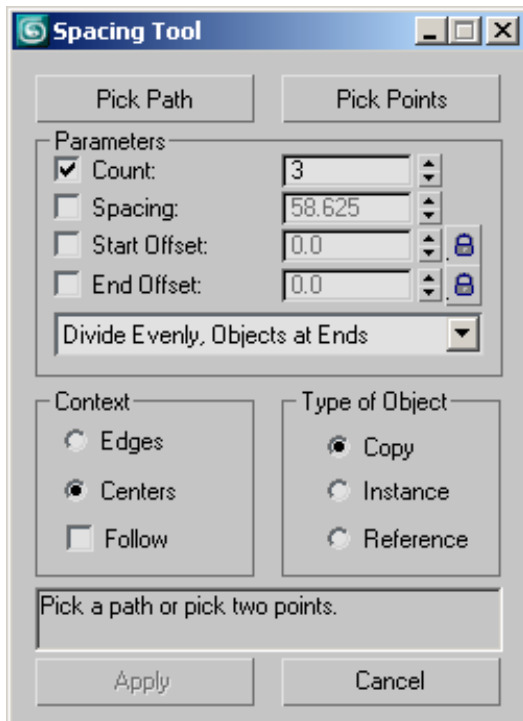 Spacing Tool
Pick Path Pick Points
Parameters
Count: 3
Spacing: 58.625
Start Offset: 0.0
End Offset: 0.0
Divide Evenly, Objects at Ends
Context Type of Object
Edges Copy
Centers Instance
Follow Reference
Pick a path or pick two points.
Apply Cancel